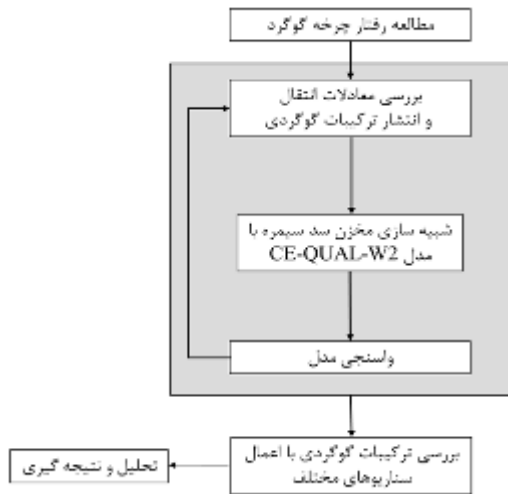 مطالعه رفتار چرخه گوگرد
بررسی معادلات انتقال
و انتشار ترکیبات گوگردی
شبیه سازی مخزن سد سیمره با
مدل CE-QUAL-W2
واسنجی مدل
بررسی ترکیبات گوگردی با اعمال
سناریوهای مختلف
تحلیل و نتیجه گیری